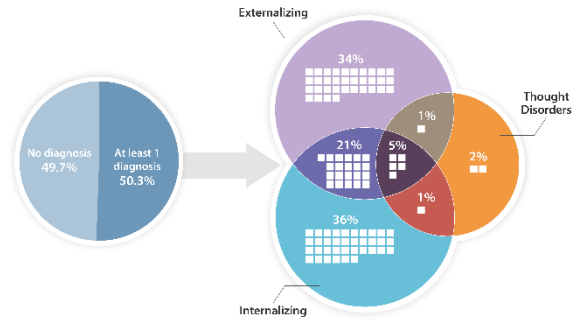 Externalizing
34%
1%
Thought
Disorders
No diagnosis
49.7%
At least 1
diagnosis
50.3%
21%
5%
2%
1%
36%
Internalizing